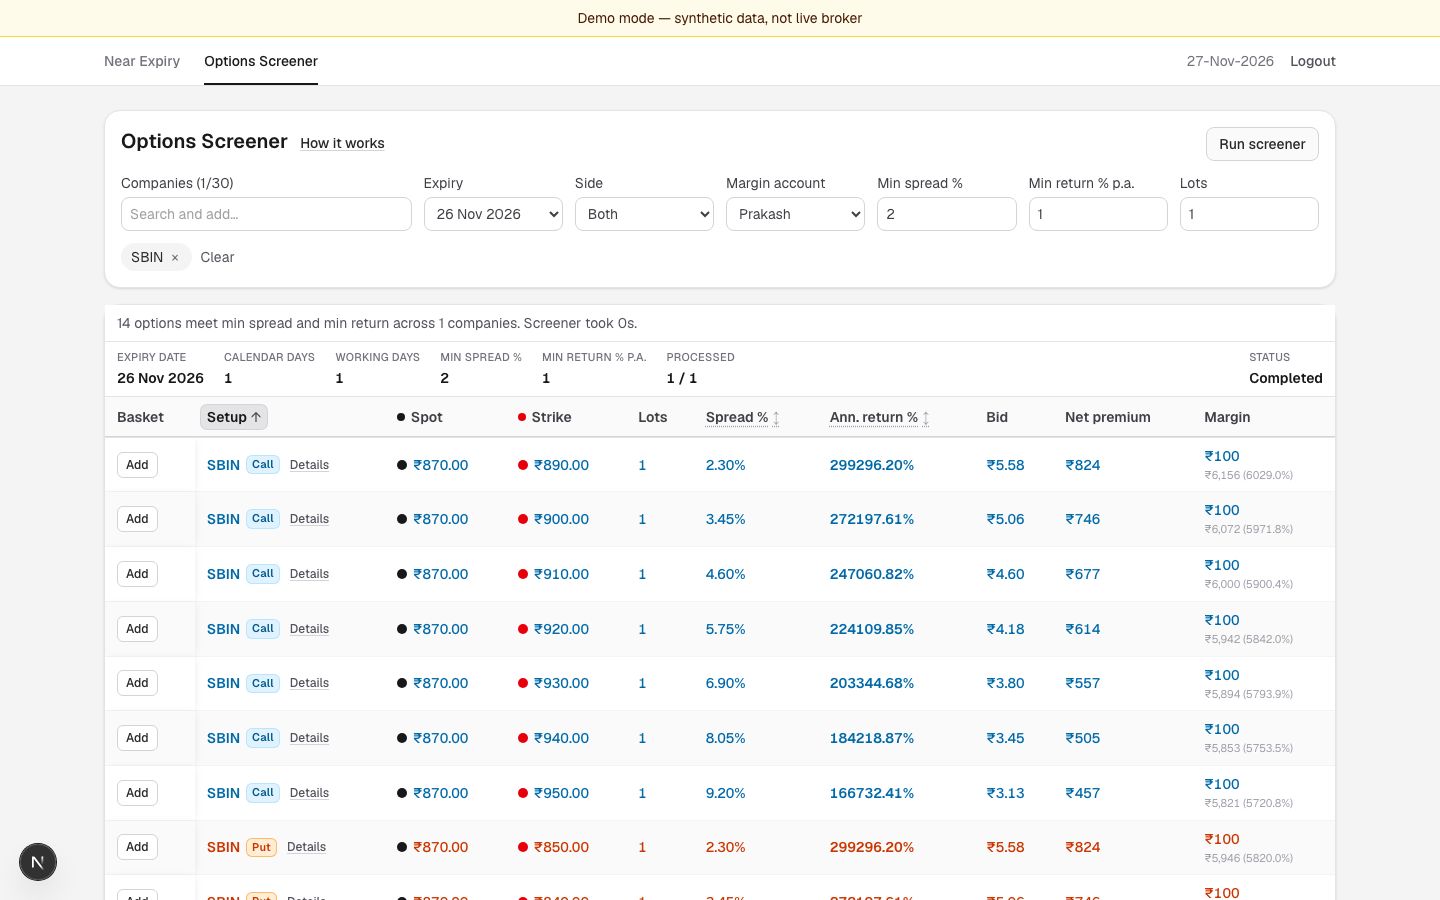 Demo mode — synthetic data, not live broker
Near Expiry Options Screener 27-Nov-2026 Logout
Options Screener How it works Run screener
Companies (1/30) Expiry Side Margin account Min spread % Min return % p.a. Lots
Search and add... 26 Nov 2026 Both Prakash 2 1 1
SBIN × Clear
14 options meet min spread and min return across 1 companies. Screener took 0s.
EXPIRY DATE CALENDAR DAYS WORKING DAYS MIN SPREAD % MIN RETURN % P.A. PROCESSED STATUS
26 Nov 2026 1 1 2 1 1 / 1 Completed
Basket Setup ↑ Spot Strike Lots Spread % ↕ Ann. return % ↕ Bid Net premium Margin
Add SBIN Call Details ₹870.00 ₹890.00 1 2.30% 299296.20% ₹5.58 ₹824 ₹100
₹6,156 (6029.0%)
Add SBIN Call Details ₹870.00 ₹900.00 1 3.45% 272197.61% ₹5.06 ₹746 ₹100
₹6,072 (5971.8%)
Add SBIN Call Details ₹870.00 ₹910.00 1 4.60% 247060.82% ₹4.60 ₹677 ₹100
₹6,000 (5900.4%)
Add SBIN Call Details ₹870.00 ₹920.00 1 5.75% 224109.85% ₹4.18 ₹614 ₹100
₹5,942 (5842.0%)
Add SBIN Call Details ₹870.00 ₹930.00 1 6.90% 203344.68% ₹3.80 ₹557 ₹100
₹5,894 (5793.9%)
Add SBIN Call Details ₹870.00 ₹940.00 1 8.05% 184218.87% ₹3.45 ₹505 ₹100
₹5,853 (5753.5%)
Add SBIN Call Details ₹870.00 ₹950.00 1 9.20% 166732.41% ₹3.13 ₹457 ₹100
₹5,821 (5720.8%)
Add SBIN Put Details ₹870.00 ₹850.00 1 2.30% 299296.20% ₹5.58 ₹824 ₹100
₹5,946 (5820.0%)
N
₹100